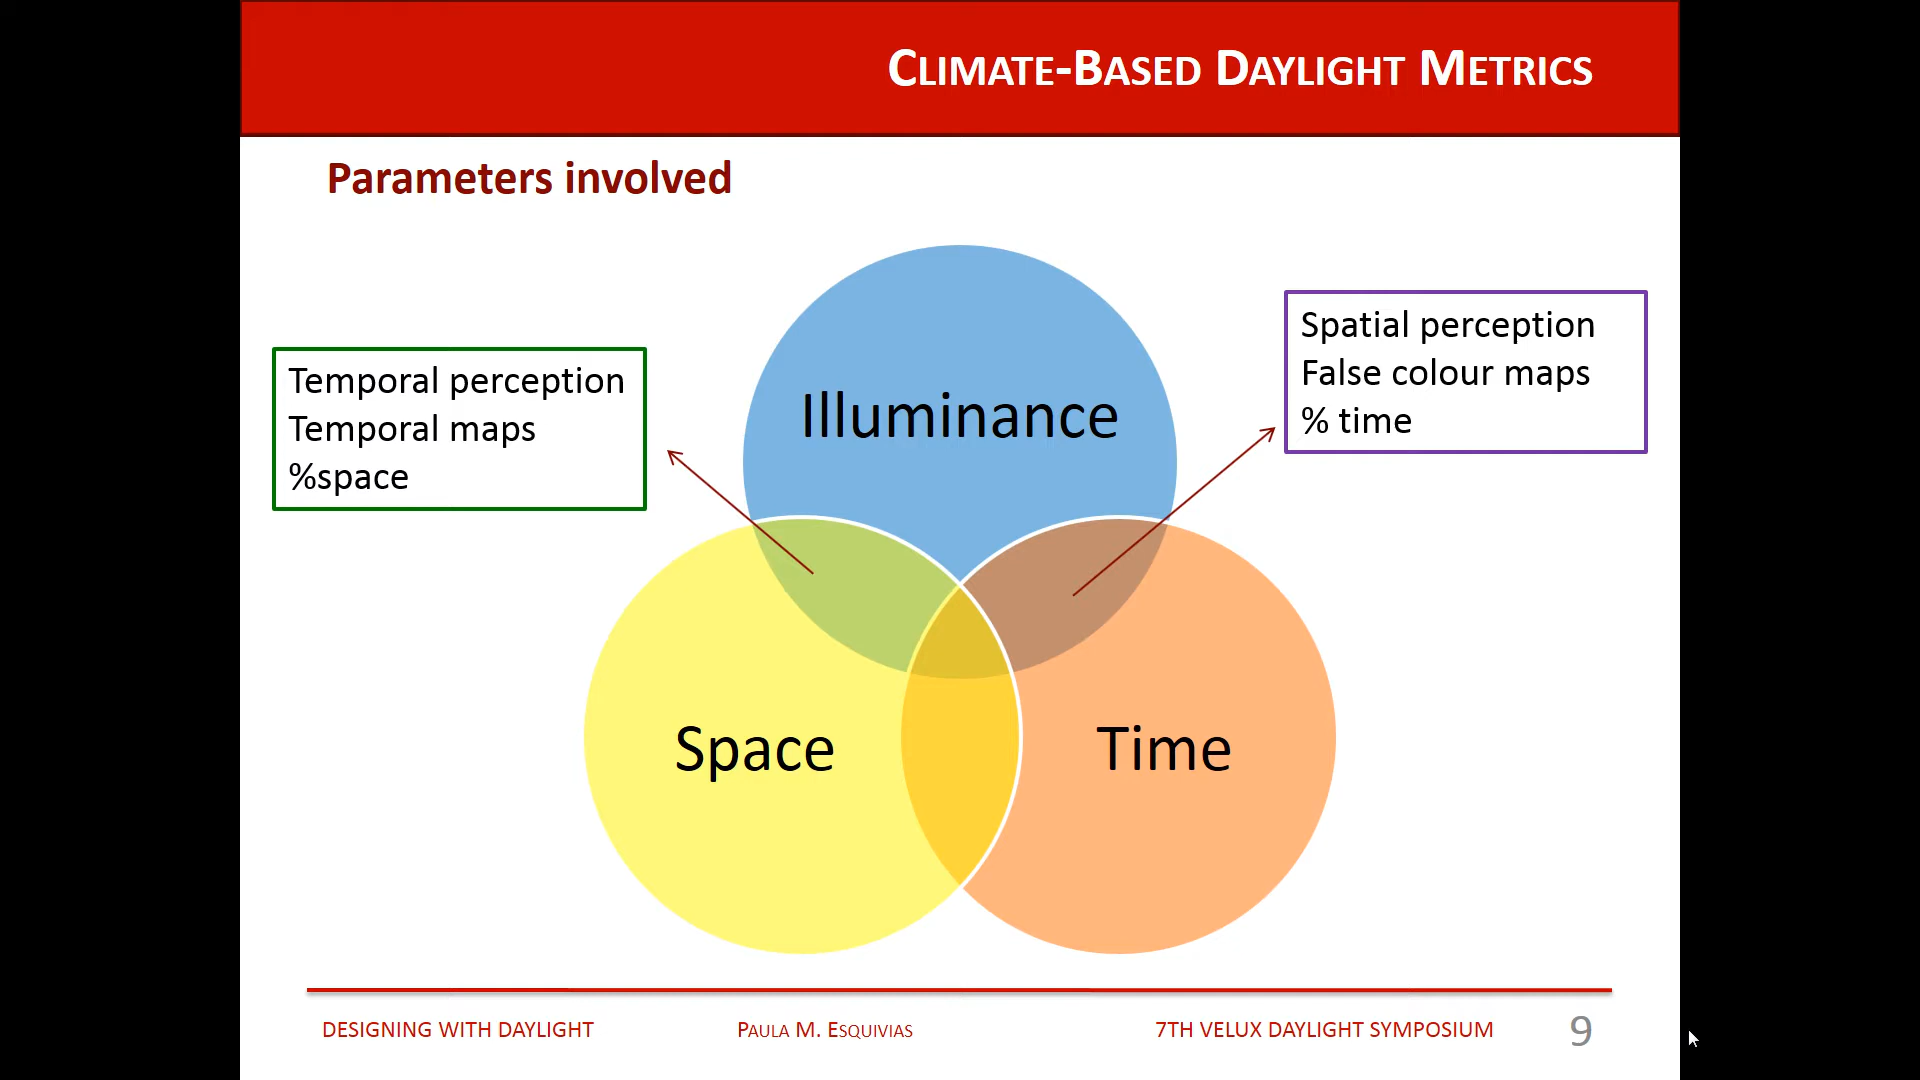 CLIMATE-BASED DAYLIGHT METRICS
Parameters involved
Temporal perception
Temporal maps
%space
Spatial perception
False colour maps
% time
Illuminance
Space
Time
DESIGNING WITH DAYLIGHT
PAULA M. ESQUIVIAS
7TH VELUX DAYLIGHT SYMPOSIUM
9